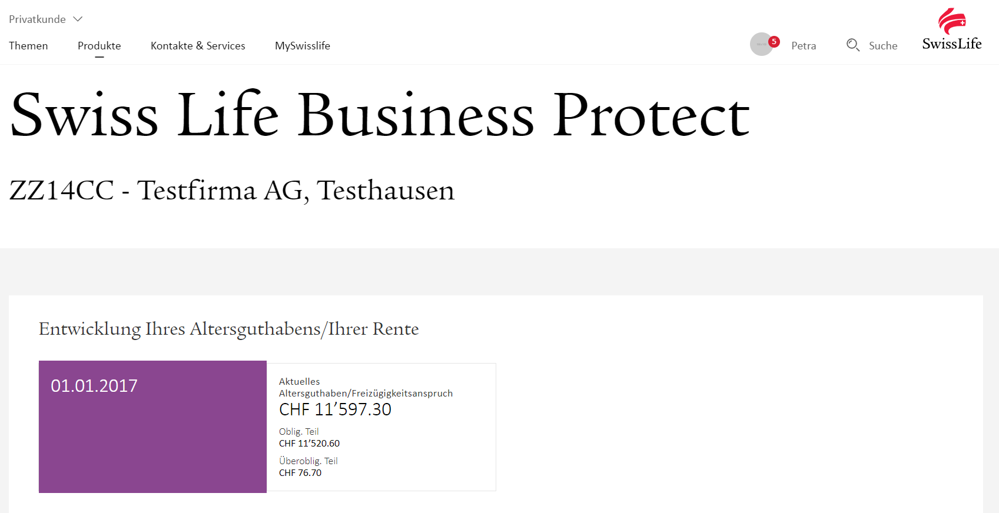 Privatkunde
Themen Produkte Kontakte & Services MySwisslife 5 Petra Suche SwissLife
Swiss Life Business Protect
ZZ14CC - Testfirma AG, Testhausen
Entwicklung Ihres Altersguthabens/Ihrer Rente
01.01.2017
Aktuelles
Altersguthaben/Freizügigkeitsanspruch
CHF 11’597.30
Oblig. Teil
CHF 11’520.60
Überoblig. Teil
CHF 76.70